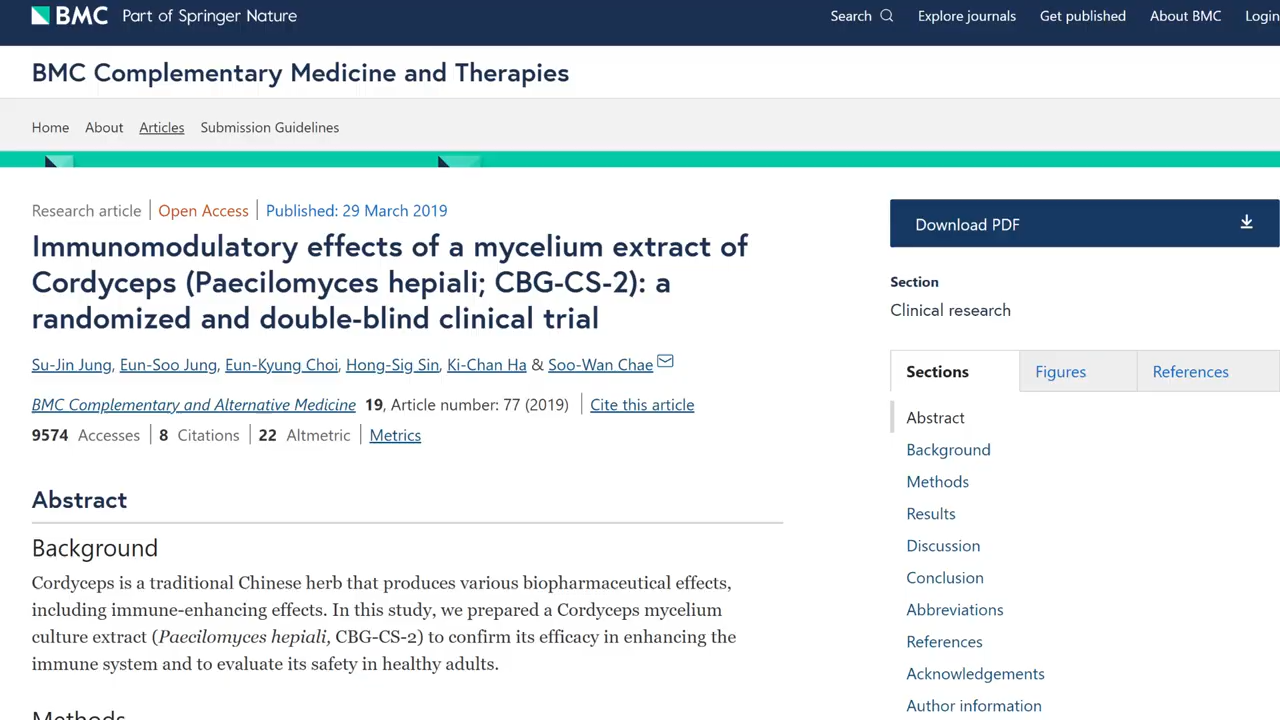 BMC Part of Springer Nature
Search Explore journals Get published About BMC Login
BMC Complementary Medicine and Therapies
Home About Articles Submission Guidelines
Research article | Open Access | Published: 29 March 2019
Immunomodulatory effects of a mycelium extract of
Cordyceps (Paecilomyces hepiali; CBG-CS-2): a
randomized and double-blind clinical trial
Su-Jin Jung, Eun-Soo Jung, Eun-Kyung Choi, Hong-Sig Sin, Ki-Chan Ha & Soo-Wan Chae
BMC Complementary and Alternative Medicine 19, Article number: 77 (2019) | Cite this article
9574 Accesses | 8 Citations | 22 Altmetric | Metrics
Abstract
Background
Cordyceps is a traditional Chinese herb that produces various biopharmaceutical effects,
including immune-enhancing effects. In this study, we prepared a Cordyceps mycelium
culture extract (Paecilomyces hepiali, CBG-CS-2) to confirm its efficacy in enhancing the
immune system and to evaluate its safety in healthy adults.
Methods
Download PDF
Section
Clinical research
Sections Figures References
Abstract
Background
Methods
Results
Discussion
Conclusion
Abbreviations
References
Acknowledgements
Author information